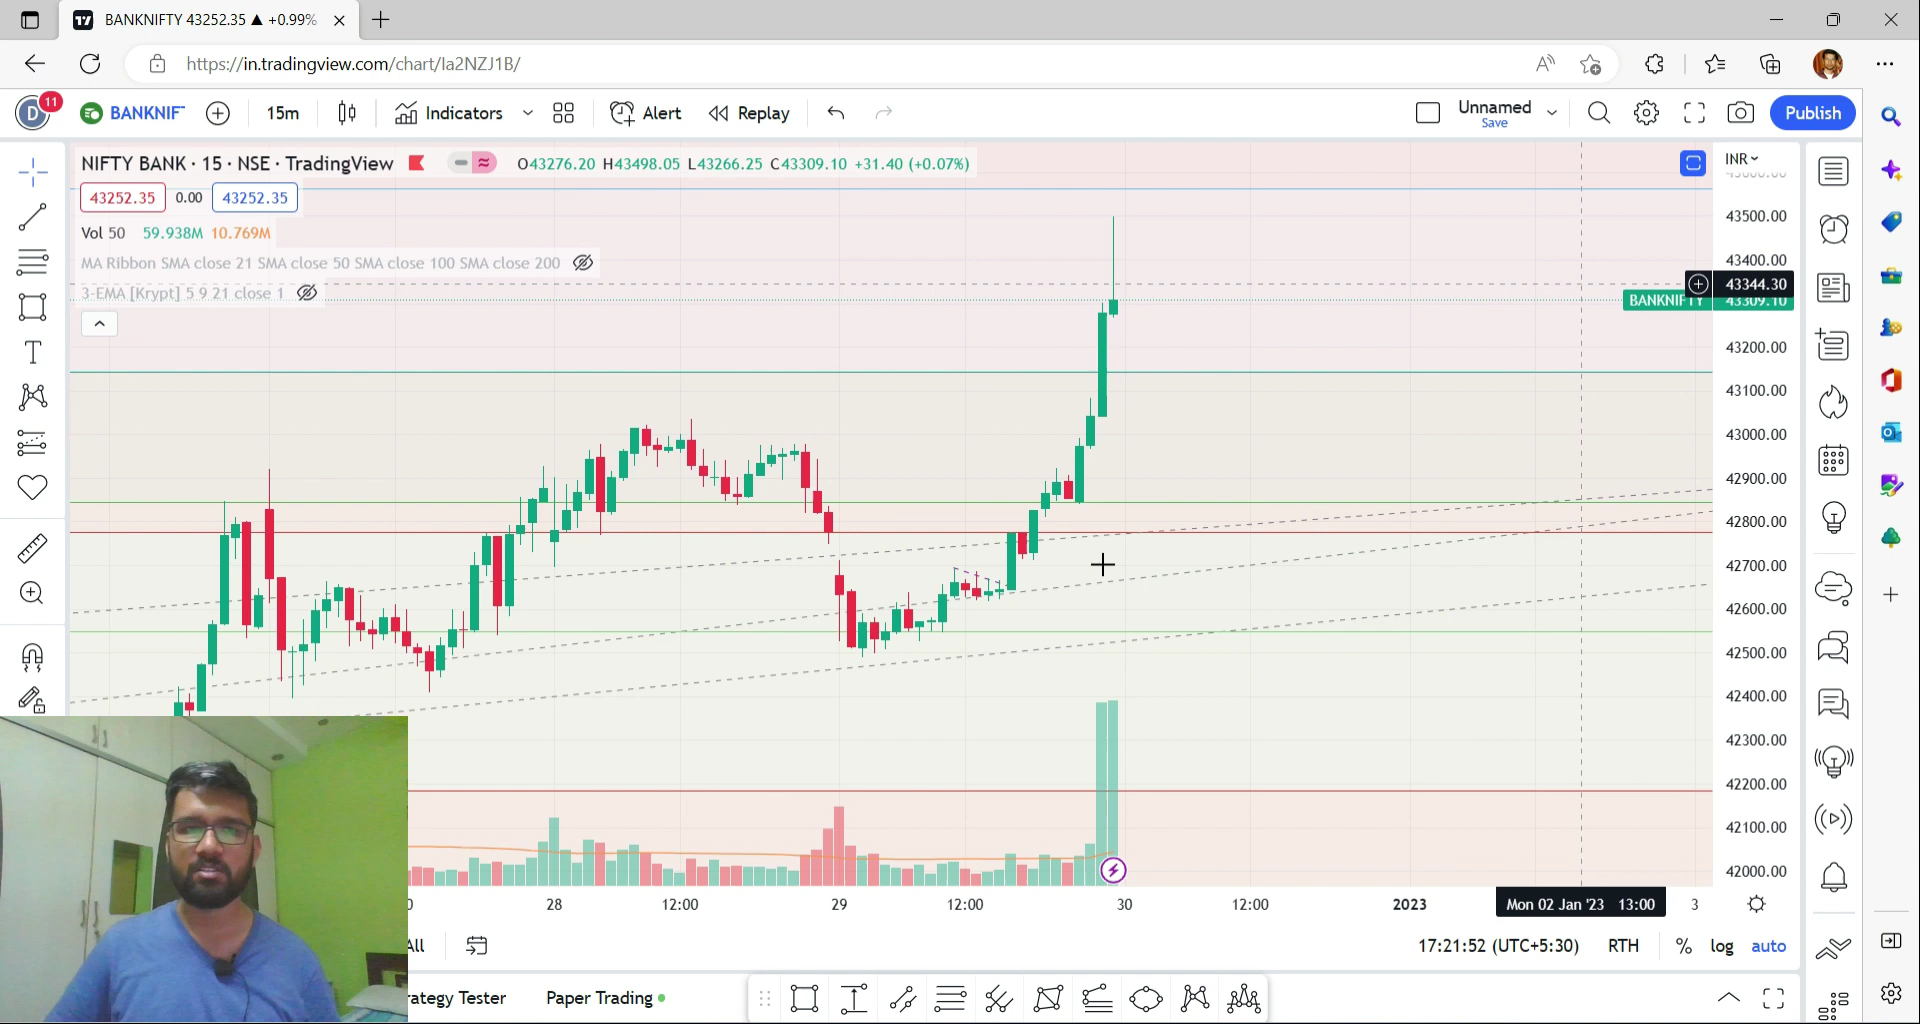 BANKNIFTY 43252.35 ▲ +0.99%
https://in.tradingview.com/chart/Ia2NZJ1B/
D 11 BANKNIF 15m Indicators Alert Replay Unnamed Save Publish
NIFTY BANK · 15 · NSE · TradingView O43276.20 H43498.05 L43266.25 C43309.10 +31.40 (+0.07%) INR
43252.35 0.00 43252.35
Vol 50 59.938M 10.769M
MA Ribbon SMA close 21 SMA close 50 SMA close 100 SMA close 200
3-EMA [Krypt] 5 9 21 close 1
43500.00
43400.00
43344.30
BANKNIFTY 43309.10
43200.00
43100.00
43000.00
42900.00
42800.00
42700.00
42600.00
42500.00
42400.00
42300.00
42200.00
42100.00
42000.00
28 12:00 29 12:00 30 12:00 2023 Mon 02 Jan '23 13:00 3
All 17:21:52 (UTC+5:30) RTH % log auto
rategy Tester Paper Trading